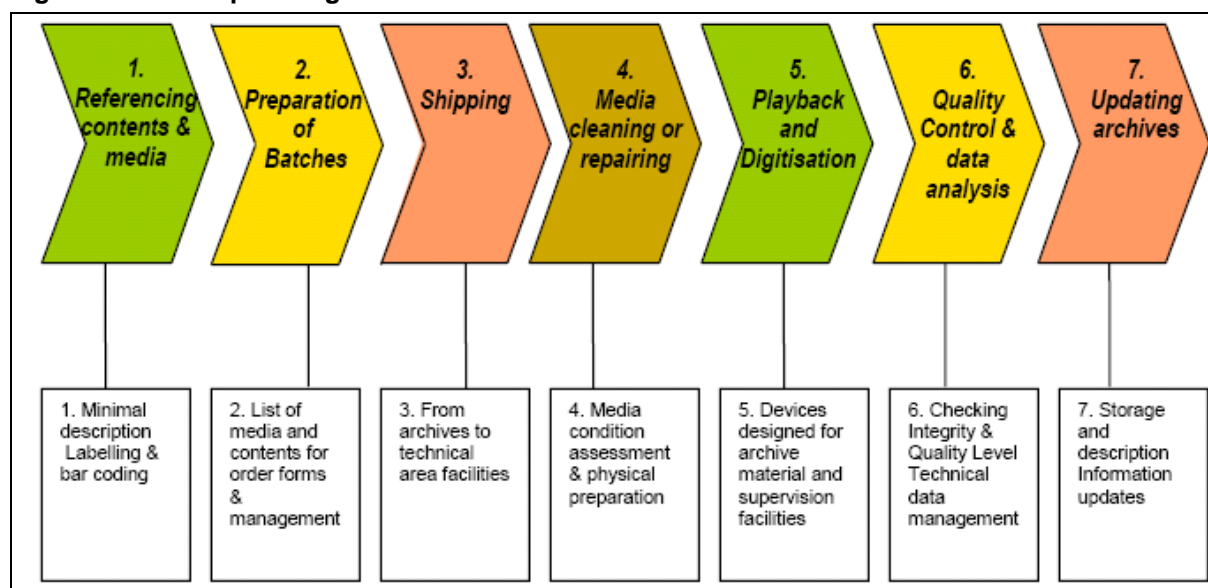 1.
Referencing
contents &
media
2.
Preparation
of
Batches
3.
Shipping
4.
Media
cleaning or
repairing
5.
Playback
and
Digitisation
6.
Quality
Control &
data
analysis
7.
Updating
archives
1. Minimal
description
Labelling &
bar coding
2. List of
media and
contents for
order forms
&
management
3. From
archives to
technical
area facilities
4. Media
condition
assessment
& physical
preparation
5. Devices
designed for
archive
material and
supervision
facilities
6. Checking
Integrity &
Quality Level
Technical
data
management
7. Storage
and
description
Information
updates